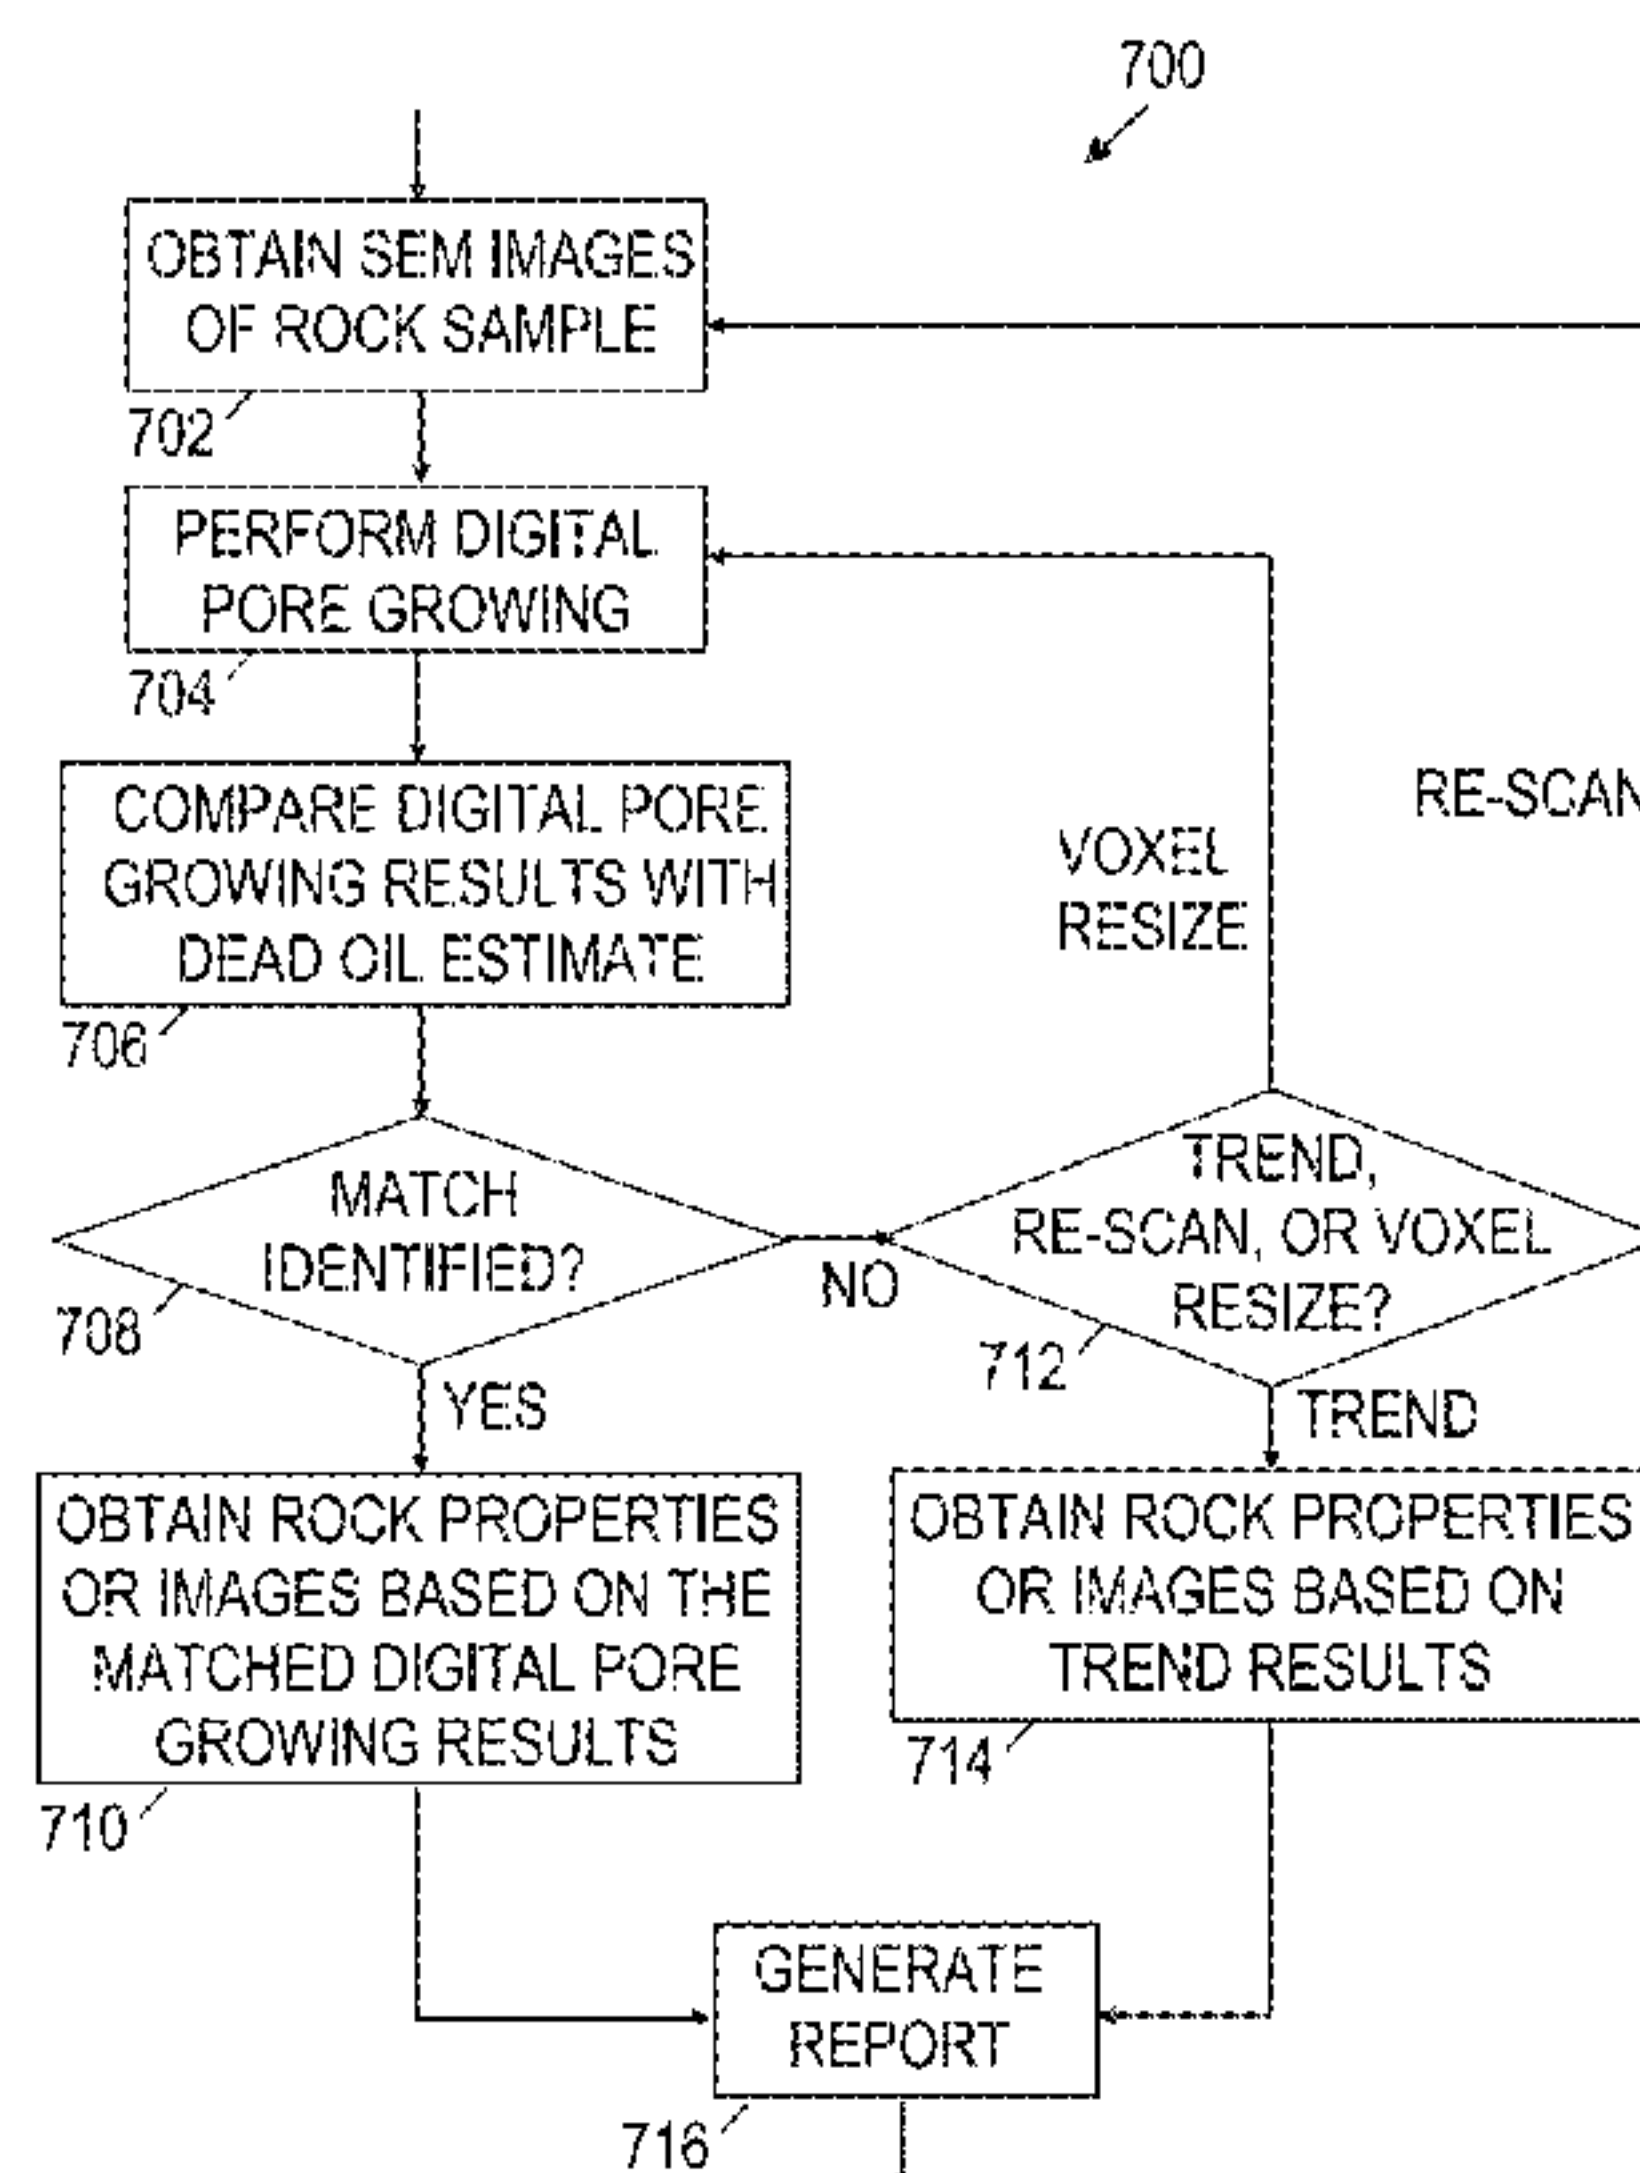 700
OBTAIN SEM IMAGES
OF ROCK SAMPLE
702
PERFORM DIGITAL
PORE GROWING
704
COMPARE DIGITAL PORE
GROWING RESULTS WITH
DEAD OIL ESTIMATE
706
VOXEL
RESIZE
RE-SCAN
MATCH
IDENTIFIED?
708
NO
TREND,
RE-SCAN, OR VOXEL
RESIZE?
712
YES
TREND
OBTAIN ROCK PROPERTIES
OR IMAGES BASED ON THE
MATCHED DIGITAL PORE
GROWING RESULTS
710
OBTAIN ROCK PROPERTIES
OR IMAGES BASED ON
TREND RESULTS
714
GENERATE
REPORT
716